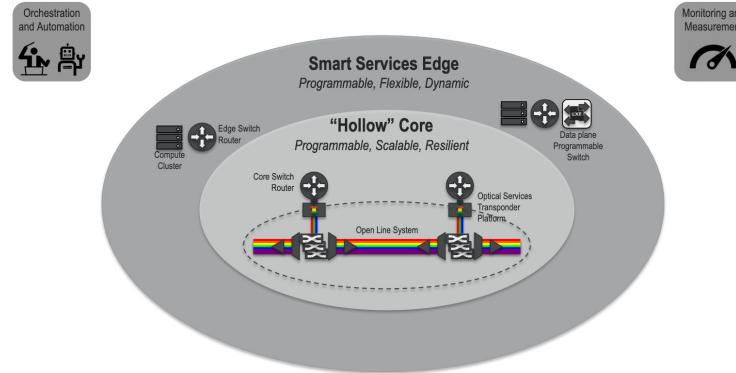 Orchestration
and Automation
Monitoring an
Measuremen
Smart Services Edge
Programmable, Flexible, Dynamic
Compute
Cluster
Edge Switch
Router
Data plane
Programmable
Switch
“Hollow” Core
Programmable, Scalable, Resilient
Core Switch
Router
Optical Services
Transponder
Platform
Open Line System